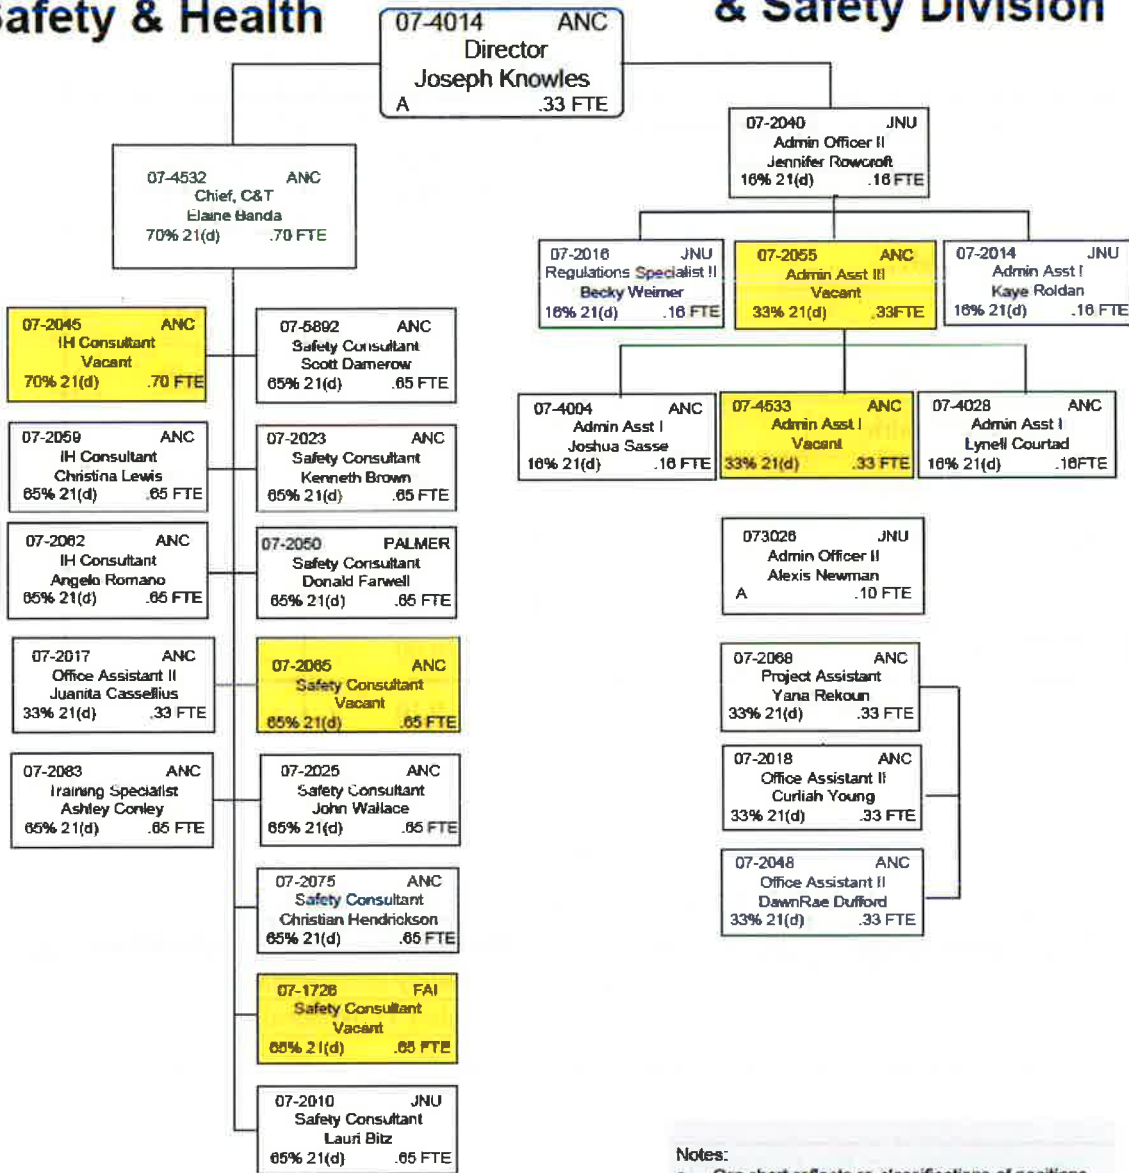 Safety & Health
& Safety Division
07-4014 ANC
Director
Joseph Knowles
A .33 FTE
07-4532 ANC
Chief, C&T
Elaine Banda
70% 21(d) .70 FTE
07-2040 JNU
Admin Officer II
Jennifer Rowcroft
16% 21(d) .16 FTE
07-2016 JNU
Regulations Specialist II
Becky Weimer
16% 21(d) .16 FTE
07-2055 ANC
Admin Asst III
Vacant
33% 21(d) .33FTE
07-2014 JNU
Admin Asst I
Kaye Roldan
16% 21(d) .16 FTE
07-4004 ANC
Admin Asst I
Joshua Sasse
16% 21(d) .16 FTE
07-4533 ANC
Admin Asst I
Vacant
33% 21(d) .33 FTE
07-4028 ANC
Admin Asst I
Lynell Courtad
16% 21(d) .16FTE
073026 JNU
Admin Officer II
Alexis Newman
A .10 FTE
07-2068 ANC
Project Assistant
Yana Rekoun
33% 21(d) .33 FTE
07-2018 ANC
Office Assistant II
Curliah Young
33% 21(d) .33 FTE
07-2048 ANC
Office Assistant II
DawnRae Dufford
33% 21(d) .33 FTE
07-2045 ANC
IH Consultant
Vacant
70% 21(d) .70 FTE
07-5892 ANC
Safety Consultant
Scott Damerow
65% 21(d) .65 FTE
07-2059 ANC
IH Consultant
Christina Lewis
65% 21(d) .65 FTE
07-2023 ANC
Safety Consultant
Kenneth Brown
65% 21(d) .65 FTE
07-2062 ANC
IH Consultant
Angelo Romano
65% 21(d) .65 FTE
07-2050 PALMER
Safety Consultant
Donald Farwell
65% 21(d) .65 FTE
07-2017 ANC
Office Assistant II
Juanita Cassellius
33% 21(d) .33 FTE
07-2065 ANC
Safety Consultant
Vacant
65% 21(d) .65 FTE
07-2083 ANC
Training Specialist
Ashley Conley
65% 21(d) .65 FTE
07-2025 ANC
Safety Consultant
John Wallace
65% 21(d) .65 FTE
07-2075 ANC
Safety Consultant
Christian Hendrickson
65% 21(d) .65 FTE
07-1726 FAI
Safety Consultant
Vacant
65% 21(d) .65 FTE
07-2010 JNU
Safety Consultant
Lauri Bitz
65% 21(d) .65 FTE
Notes:
Org chart reflects re-classifications of positions